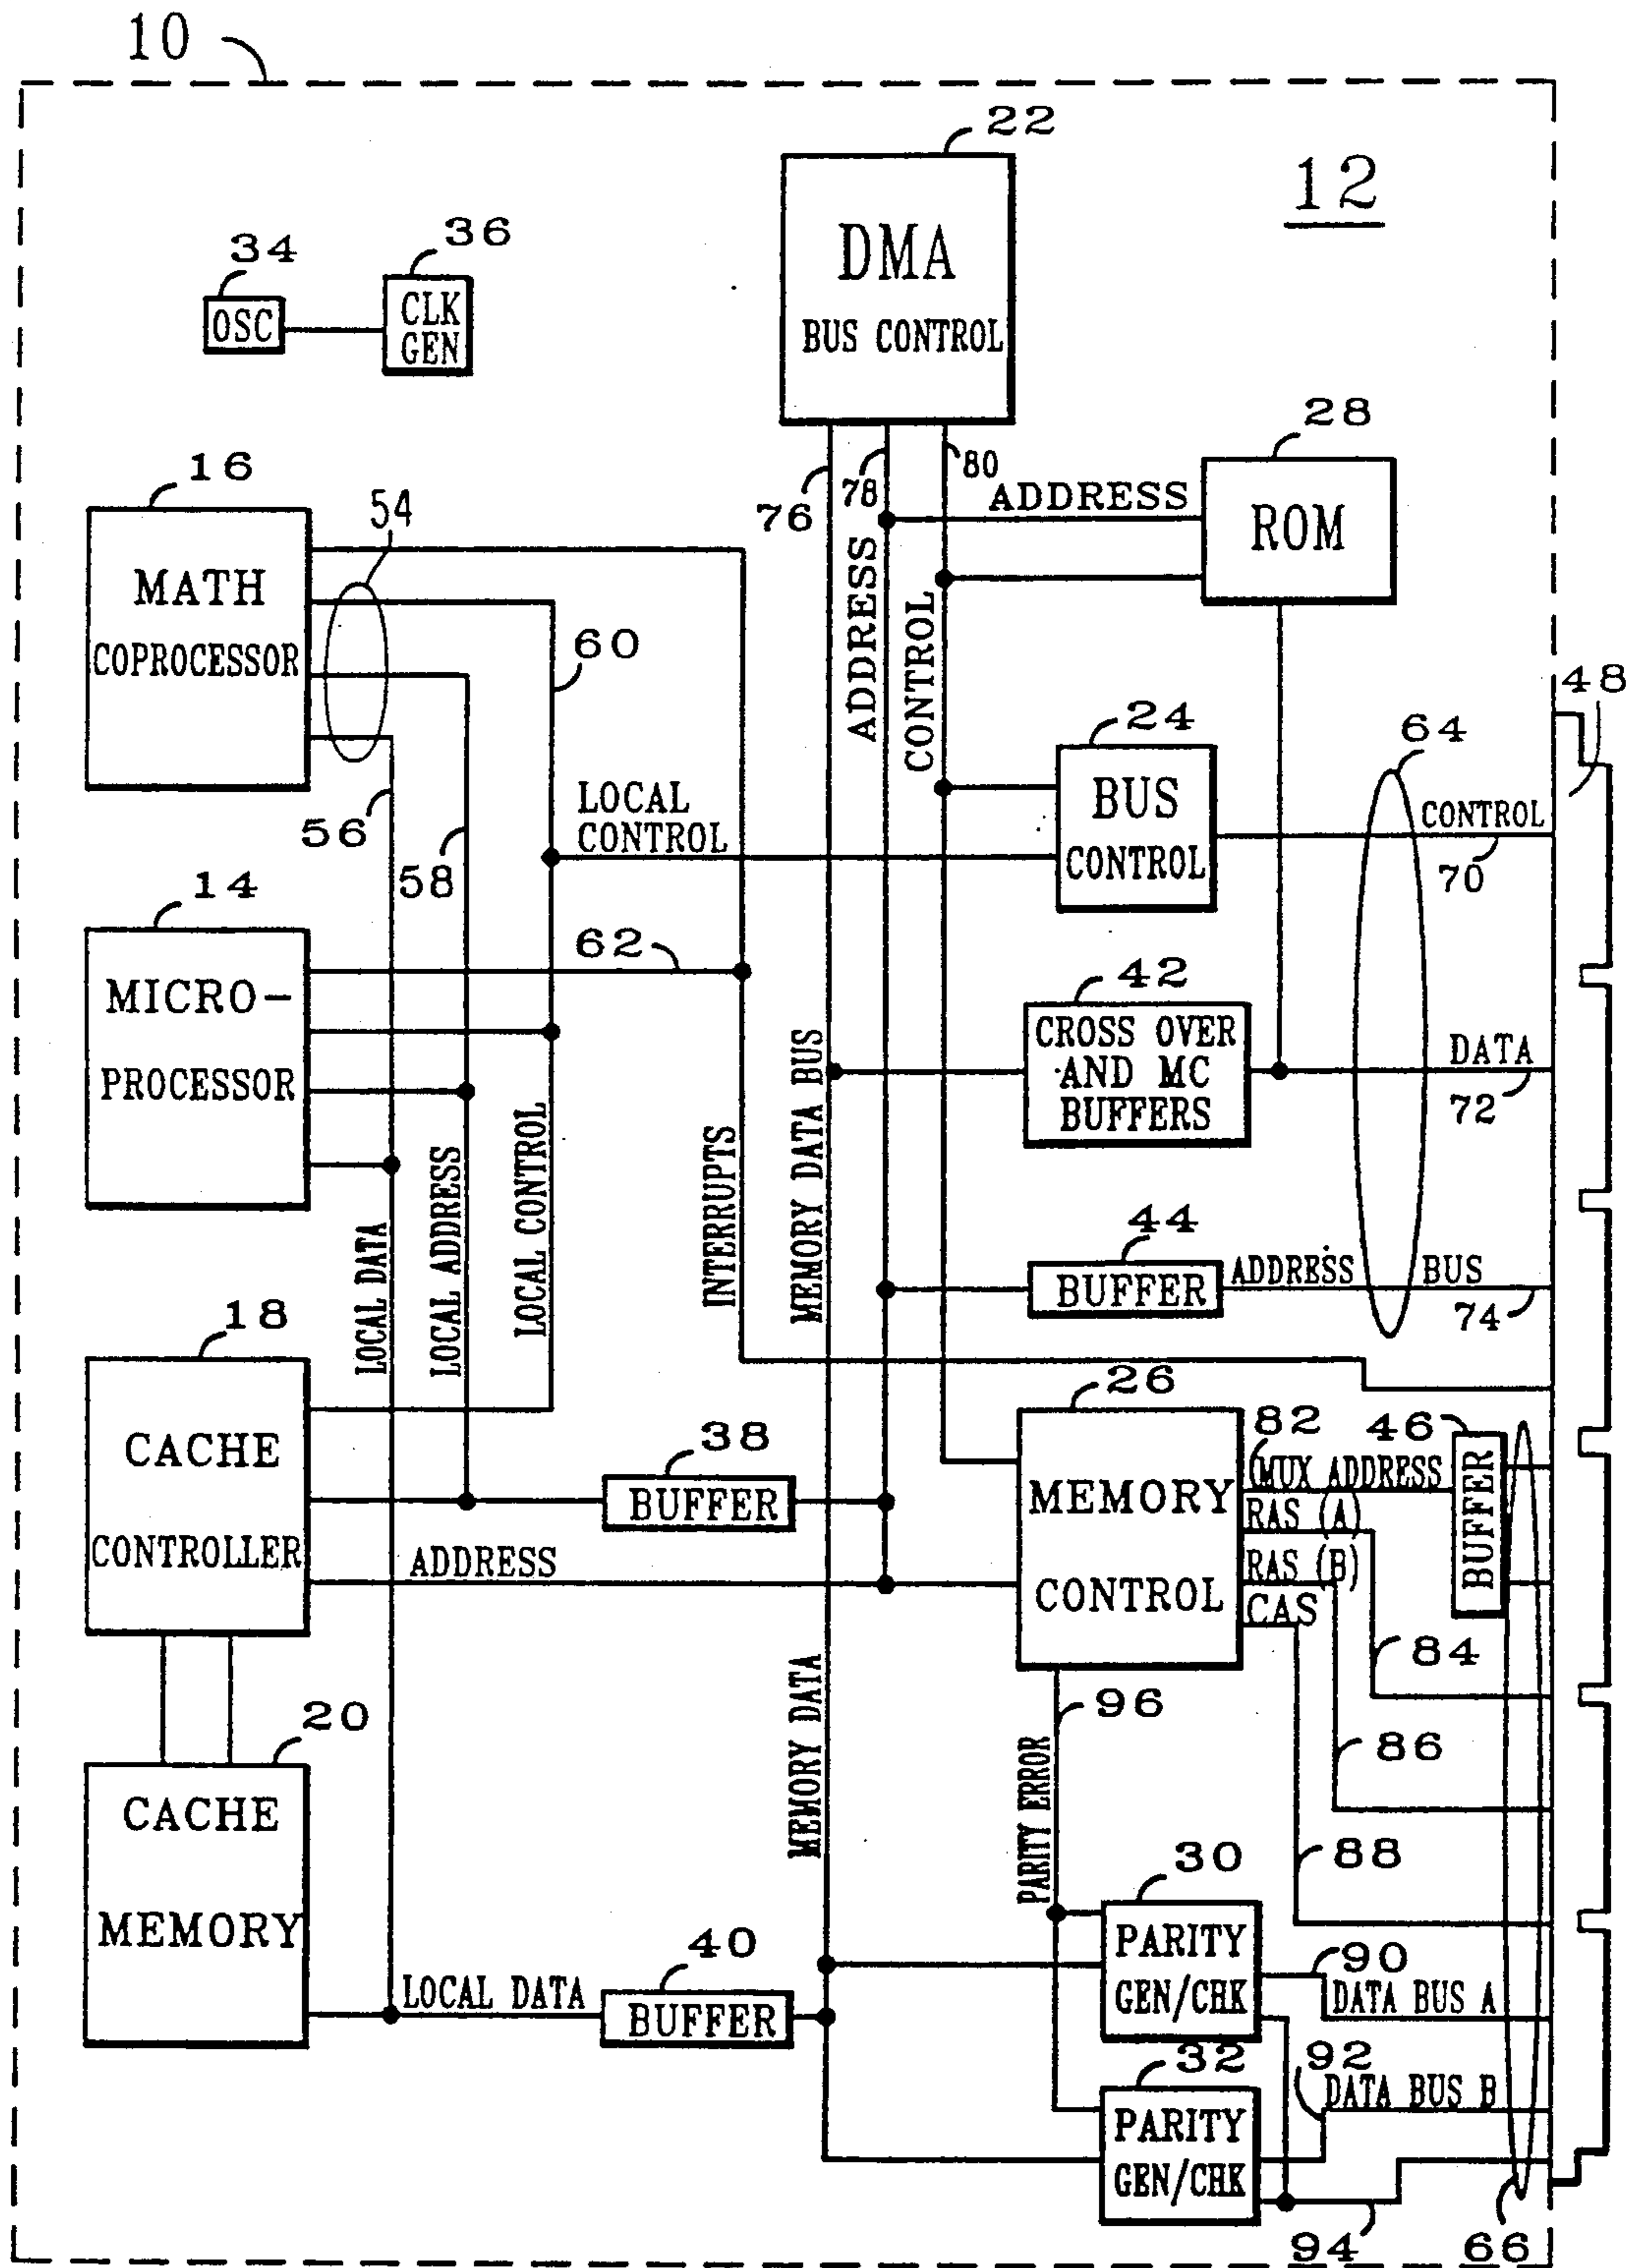 10
22
12
DMA
BUS CONTROL
34
OSC
36
CLK
GEN
28
ROM
76
78
80
ADDRESS
ADDRESS
CONTROL
16
MATH
COPROCESSOR
54
60
56
58
LOCAL
CONTROL
24
BUS
CONTROL
64
48
CONTROL
70
14
MICRO-
PROCESSOR
62
42
CROSS OVER
AND MC
BUFFERS
DATA
72
MEMORY DATA BUS
INTERRUPTS
LOCAL DATA
LOCAL ADDRESS
LOCAL CONTROL
44
BUFFER
ADDRESS BUS
74
18
CACHE
CONTROLLER
38
BUFFER
ADDRESS
26
MEMORY
CONTROL
82
MUX ADDRESS
RAS (A)
RAS (B)
CAS
46
BUFFER
84
86
88
96
PARITY ERROR
MEMORY DATA
20
CACHE
MEMORY
LOCAL DATA
40
BUFFER
30
PARITY
GEN/CHK
90
DATA BUS A
32
PARITY
GEN/CHK
92
DATA BUS B
94
66